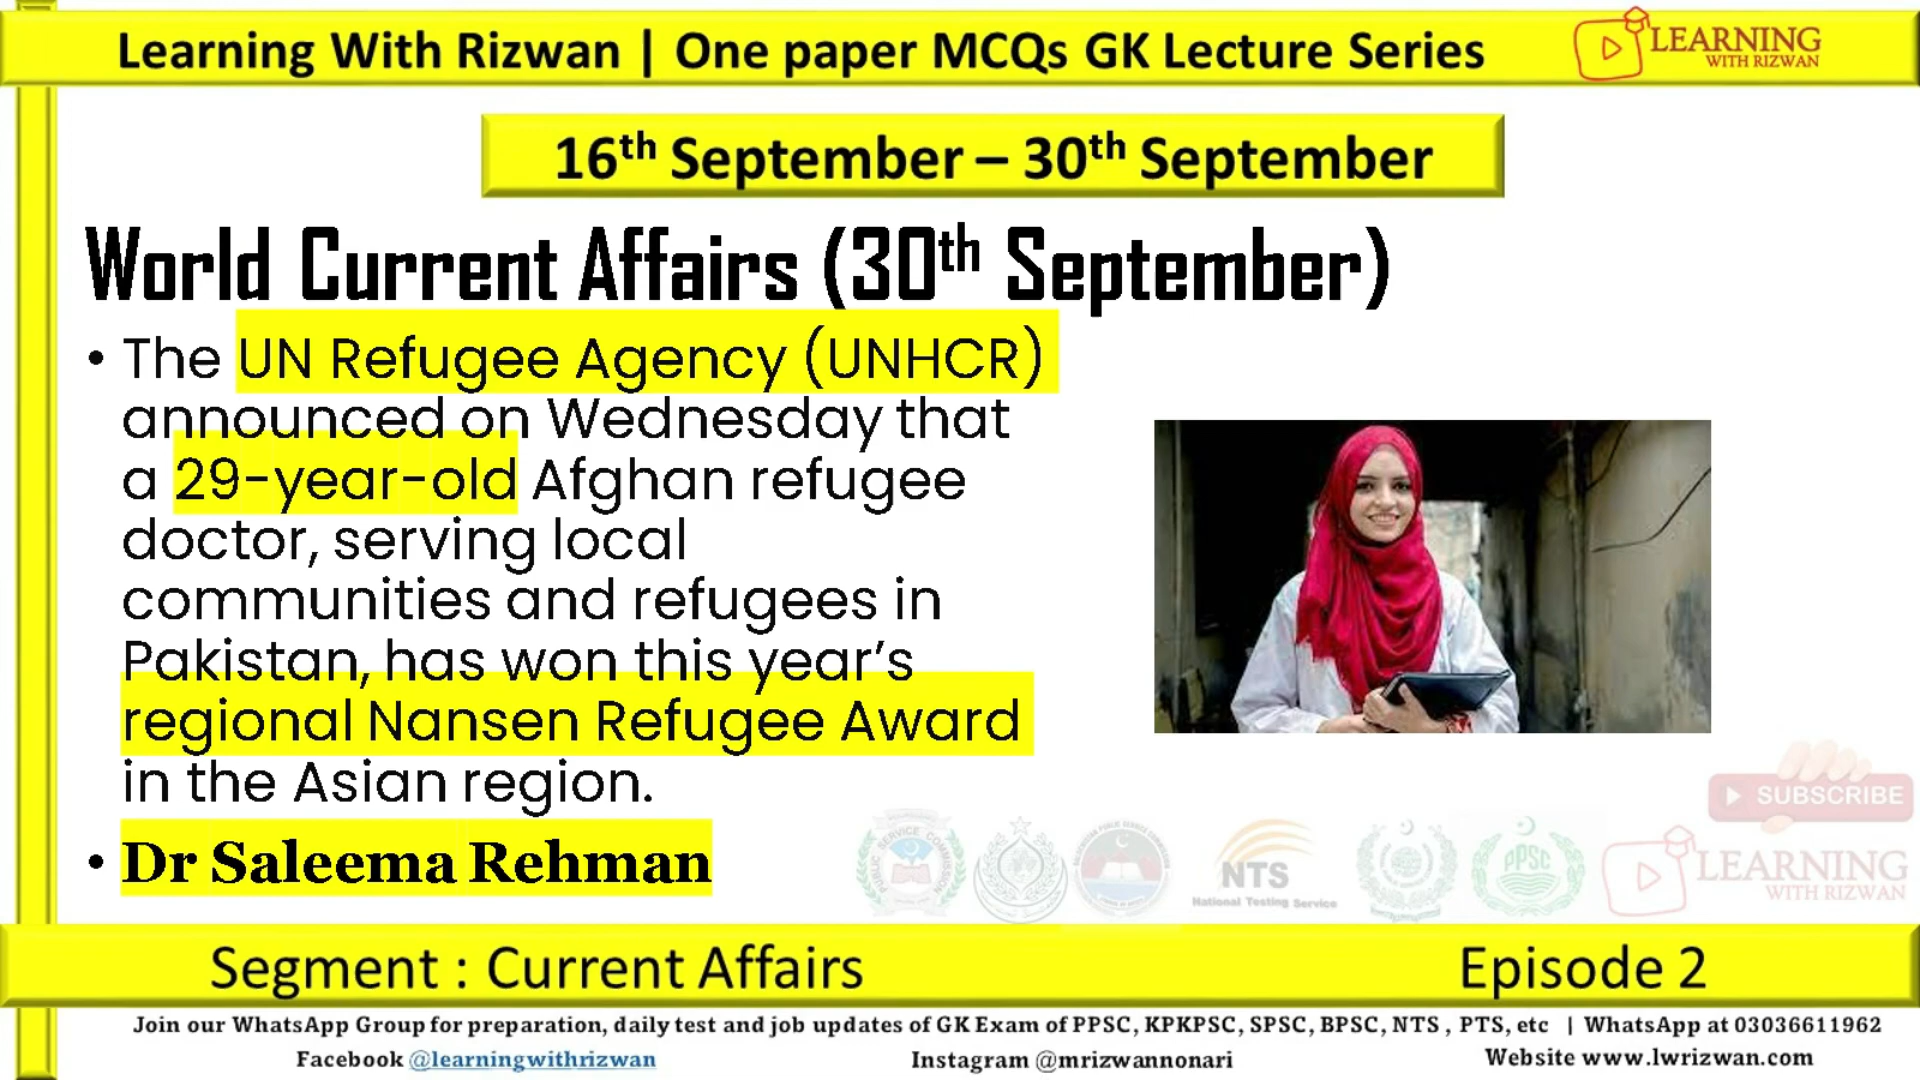 Learning With Rizwan | One paper MCQs GK Lecture Series
LEARNING
WITH RIZWAN
16th September – 30th September
World Current Affairs (30th September)
• The UN Refugee Agency (UNHCR)
announced on Wednesday that
a 29-year-old Afghan refugee
doctor, serving local
communities and refugees in
Pakistan, has won this year’s
regional Nansen Refugee Award
in the Asian region.
• Dr Saleema Rehman
SUBSCRIBE
NTS
National Testing Service
PPSC
LEARNING
WITH RIZWAN
Segment : Current Affairs
Episode 2
Join our WhatsApp Group for preparation, daily test and job updates of GK Exam of PPSC, KPKPSC, SPSC, BPSC, NTS , PTS, etc | WhatsApp at 03036611962
Facebook @learningwithrizwan
Instagram @mrizwannonari
Website www.lwrizwan.com